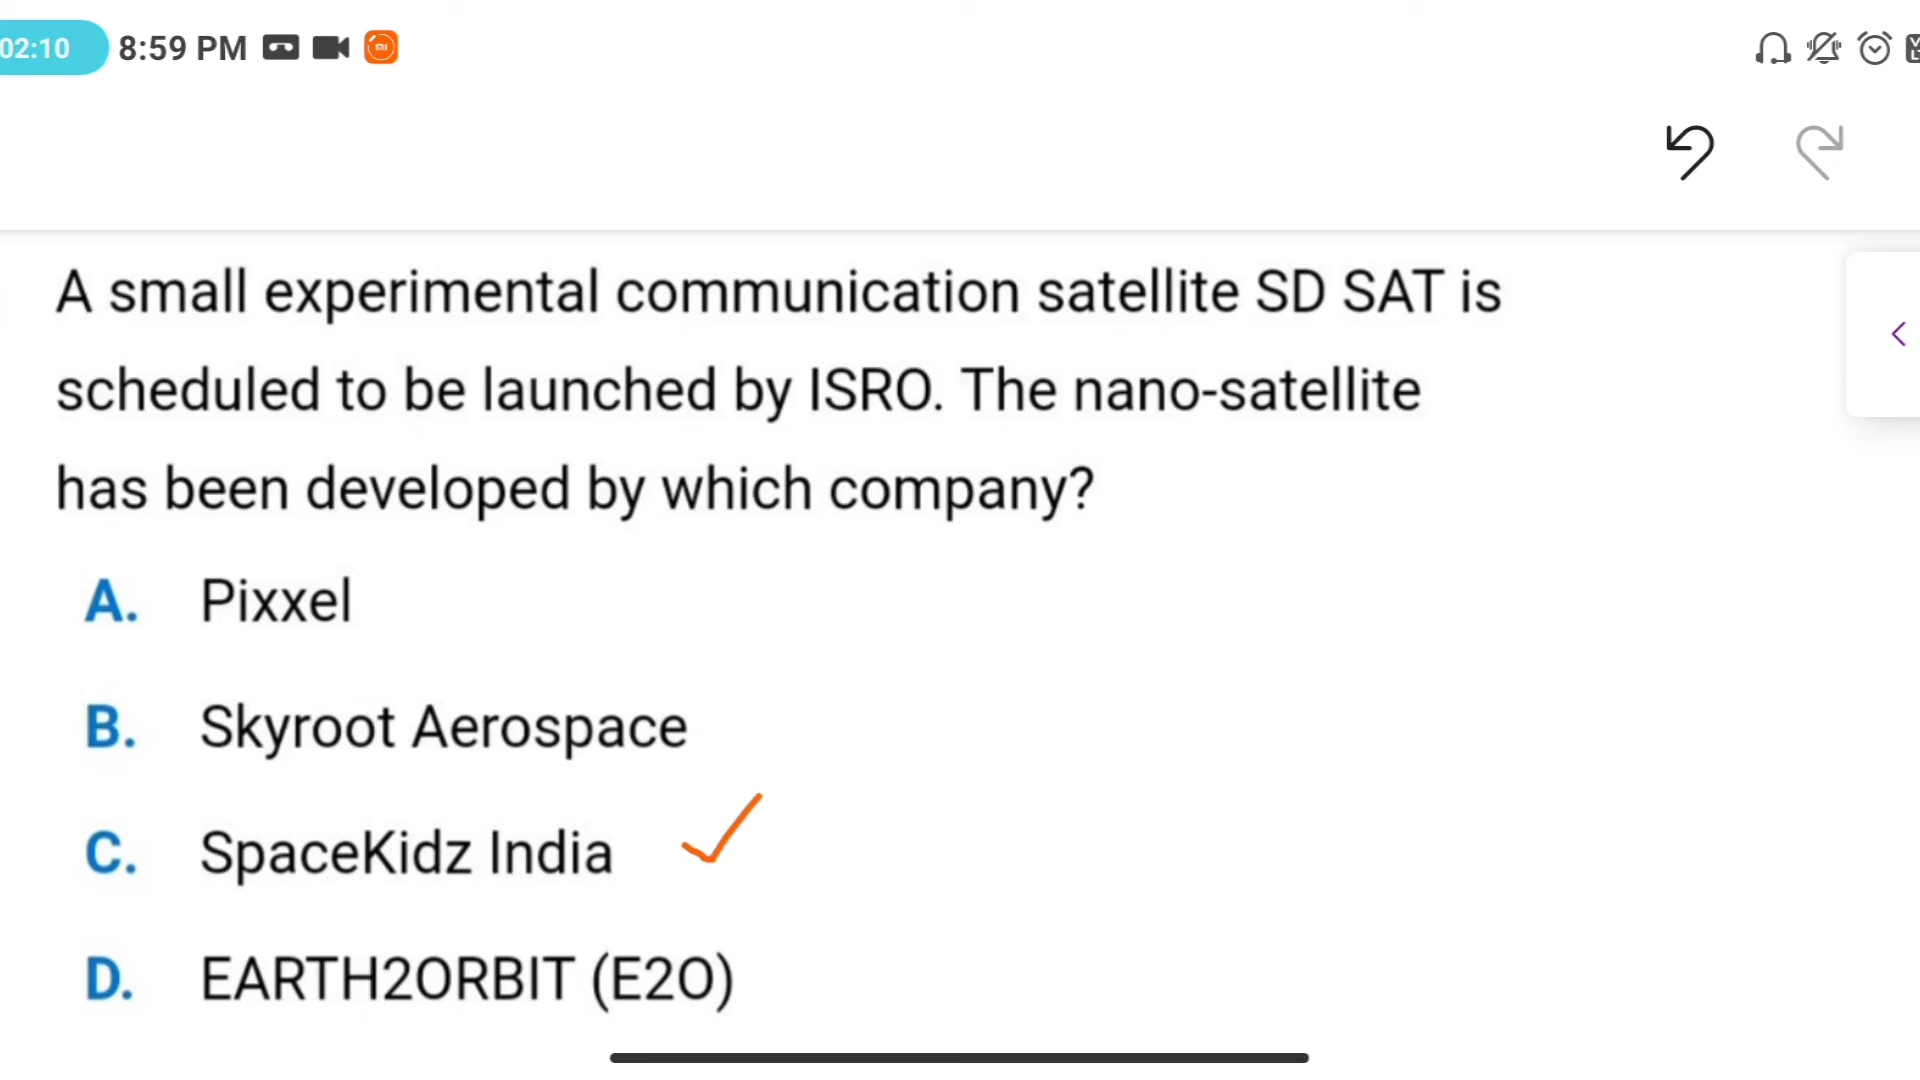 02:10 8:59 PM
A small experimental communication satellite SD SAT is
scheduled to be launched by ISRO. The nano-satellite
has been developed by which company?
A. Pixxel
B. Skyroot Aerospace
C. SpaceKidz India
D. EARTH2ORBIT (E2O)